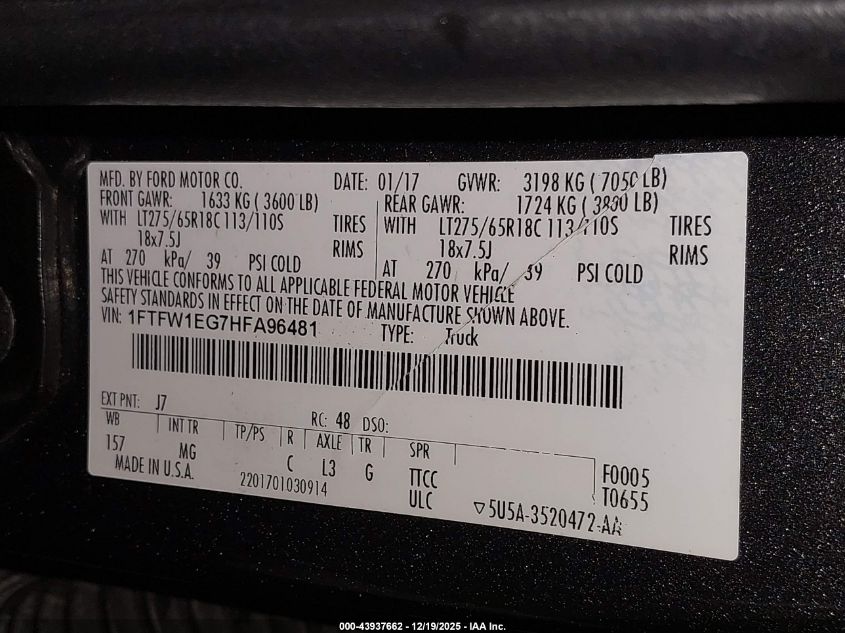 MFD. BY FORD MOTOR CO. DATE: 01/17 GVWR: 3198 KG ( 7050 LB)
FRONT GAWR: 1633 KG ( 3600 LB) REAR GAWR: 1724 KG ( 3800 LB)
WITH LT275/65R18C 113/110S TIRES WITH LT275/65R18C 113/110S TIRES
18x7.5J RIMS 18x7.5J RIMS
AT 270 kPa/ 39 PSI COLD AT 270 kPa/ 39 PSI COLD
THIS VEHICLE CONFORMS TO ALL APPLICABLE FEDERAL MOTOR VEHICLE
SAFETY STANDARDS IN EFFECT ON THE DATE OF MANUFACTURE SHOWN ABOVE.
VIN: 1FTFW1EG7HFA96481 TYPE: Truck
EXT PNT: J7 RC: 48 DSO:
WB INT TR TP/PS R AXLE TR SPR
157 MG C L3 G TTCC F0005
MADE IN U.S.A. 2201701030914 ULC T0655
▽5U5A-3520472-AA
000-43937662 - 12/19/2025 - IAA Inc.